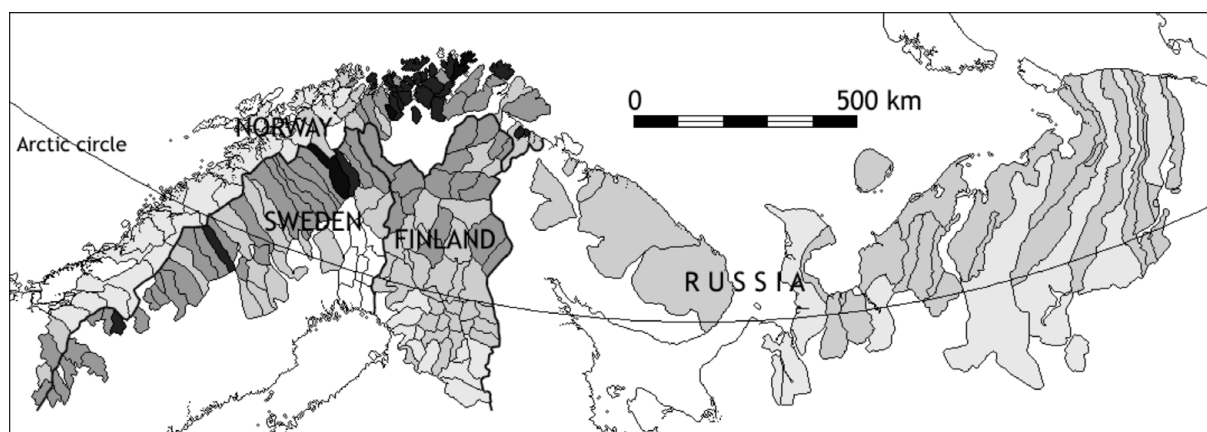 0 500 km
NORWAY
Arctic circle
SWEDEN
FINLAND
RUSSIA